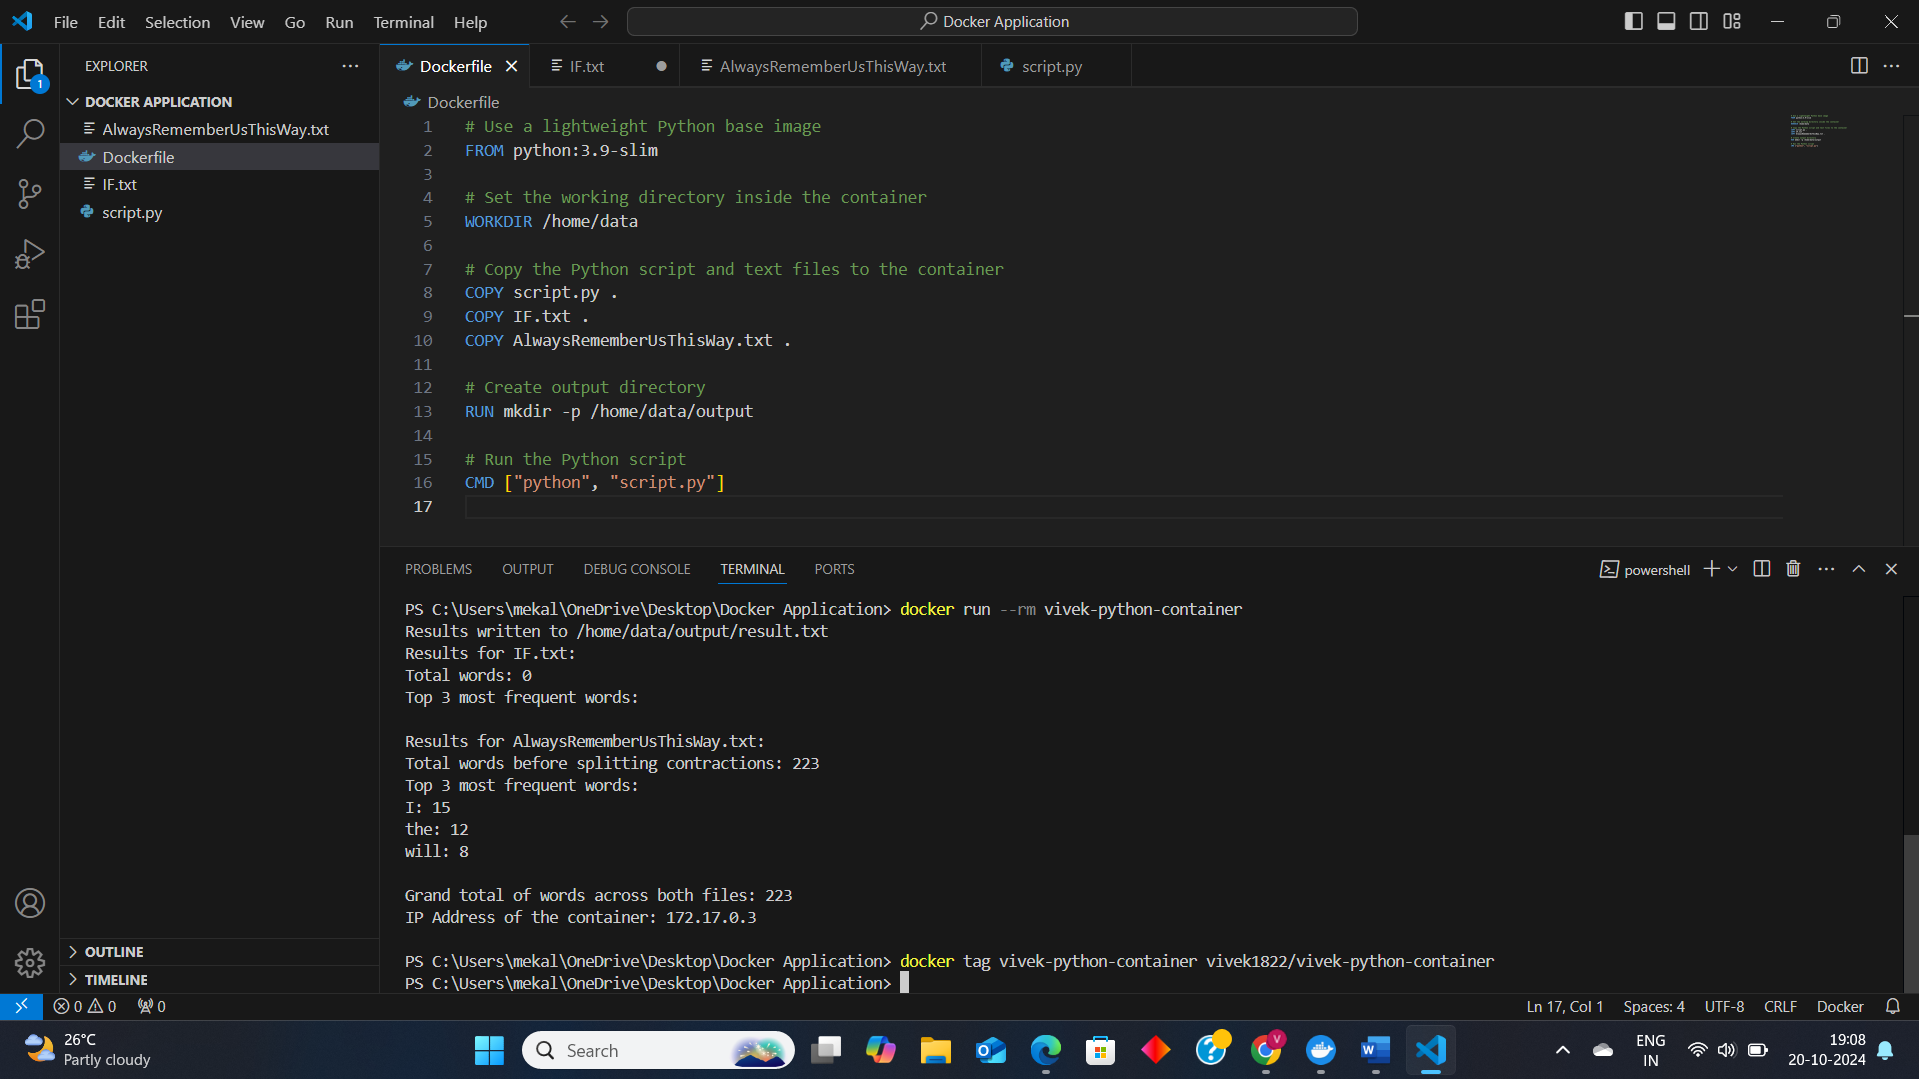 File Edit Selection View Go Run Terminal Help
Docker Application
EXPLORER
1
DOCKER APPLICATION
AlwaysRememberUsThisWay.txt
Dockerfile
IF.txt
script.py
OUTLINE
TIMELINE
Dockerfile IF.txt AlwaysRememberUsThisWay.txt script.py
Dockerfile
1 # Use a lightweight Python base image
2 FROM python:3.9-slim
3
4 # Set the working directory inside the container
5 WORKDIR /home/data
6
7 # Copy the Python script and text files to the container
8 COPY script.py .
9 COPY IF.txt .
10 COPY AlwaysRememberUsThisWay.txt .
11
12 # Create output directory
13 RUN mkdir -p /home/data/output
14
15 # Run the Python script
16 CMD ["python", "script.py"]
17
PROBLEMS OUTPUT DEBUG CONSOLE TERMINAL PORTS
powershell
PS C:\Users\mekal\OneDrive\Desktop\Docker Application> docker run --rm vivek-python-container
Results written to /home/data/output/result.txt
Results for IF.txt:
Total words: 0
Top 3 most frequent words:
Results for AlwaysRememberUsThisWay.txt:
Total words before splitting contractions: 223
Top 3 most frequent words:
I: 15
the: 12
will: 8
Grand total of words across both files: 223
IP Address of the container: 172.17.0.3
PS C:\Users\mekal\OneDrive\Desktop\Docker Application> docker tag vivek-python-container vivek1822/vivek-python-container
PS C:\Users\mekal\OneDrive\Desktop\Docker Application>
0 0 0
Ln 17, Col 1 Spaces: 4 UTF-8 CRLF Docker
26°C
Partly cloudy
Search
V
W
ENG
IN
19:08
20-10-2024